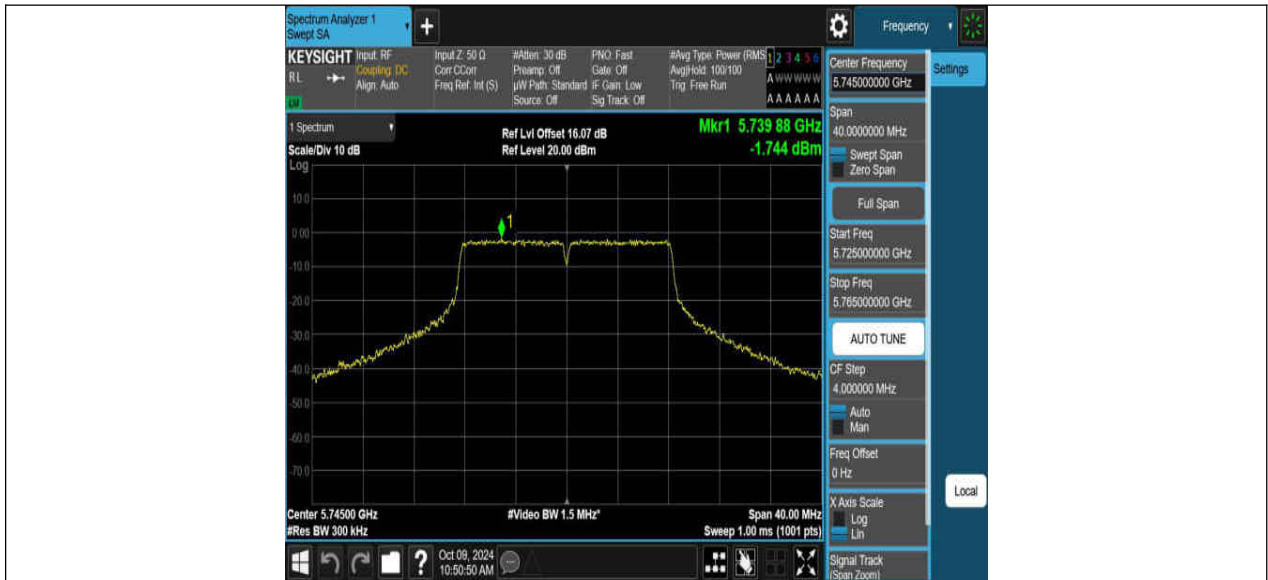 Spectrum Analyzer 1
Swept SA
+
Frequency
KEYSIGHT
RL
LXI
Input: RF
Coupling: DC
Align: Auto
Input Z: 50 Ω
Corr CCorr
Freq Ref: Int (S)
#Atten: 30 dB
Preamp: Off
µW Path: Standard
Source: Off
PNO: Fast
Gate: Off
IF Gain: Low
Sig Track: Off
#Avg Type: Power (RMS
Avg|Hold: 100/100
Trig: Free Run
1 2 3 4 5 6
A W W W W W
A A A A A A
Center Frequency
5.745000000 GHz
Settings
Span
40.0000000 MHz
Swept Span
Zero Span
Full Span
Start Freq
5.725000000 GHz
Stop Freq
5.765000000 GHz
AUTO TUNE
CF Step
4.000000 MHz
Auto
Man
Freq Offset
0 Hz
X Axis Scale
Log
Lin
Signal Track
(Span Zoom)
Local
1 Spectrum
Scale/Div 10 dB
Log
Ref Lvl Offset 16.07 dB
Ref Level 20.00 dBm
Mkr1 5.739 88 GHz
-1.744 dBm
10.0
0.00
-10.0
-20.0
-30.0
-40.0
-50.0
-60.0
-70.0
1
Center 5.74500 GHz
#Res BW 300 kHz
#Video BW 1.5 MHz*
Span 40.00 MHz
Sweep 1.00 ms (1001 pts)
?
Oct 09, 2024
10:50:50 AM